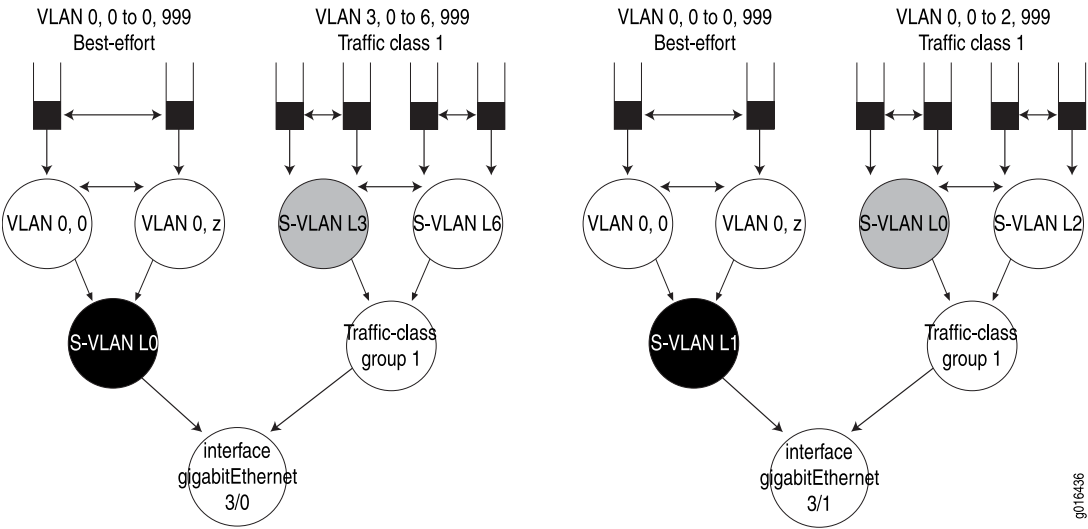 VLAN 0, 0 to 0, 999
Best-effort
VLAN 3, 0 to 6, 999
Traffic class 1
VLAN 0, 0 to 0, 999
Best-effort
VLAN 0, 0 to 2, 999
Traffic class 1
VLAN 0, 0
VLAN 0, z
S-VLAN L3
S-VLAN L6
VLAN 0, 0
VLAN 0, z
S-VLAN L0
S-VLAN L2
S-VLAN L0
Traffic-class
group 1
S-VLAN L1
Traffic-class
group 1
interface
gigabitEthernet
3/0
interface
gigabitEthernet
3/1
g016436